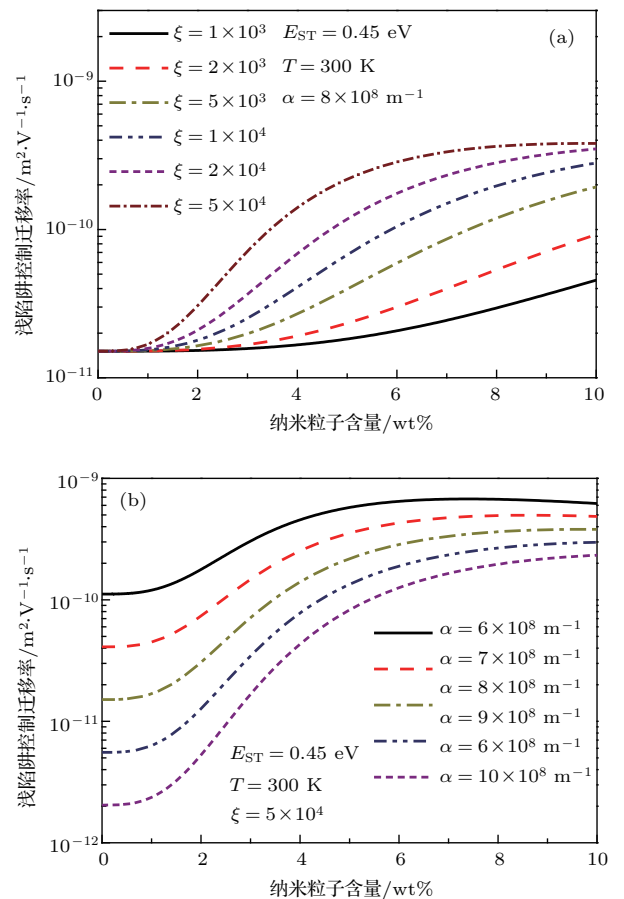 ξ = 1×10³ E_ST = 0.45 eV (a)
ξ = 2×10³ T = 300 K
ξ = 5×10³ α = 8×10⁸ m⁻¹
ξ = 1×10⁴
ξ = 2×10⁴
ξ = 5×10⁴
10⁻⁹
10⁻¹⁰
10⁻¹¹
浅陷阱控制迁移率/m²·V⁻¹·s⁻¹
0 2 4 6 8 10
纳米粒子含量/wt%
(b)
10⁻⁹
10⁻¹⁰
10⁻¹¹
10⁻¹²
浅陷阱控制迁移率/m²·V⁻¹·s⁻¹
α = 6×10⁸ m⁻¹
α = 7×10⁸ m⁻¹
α = 8×10⁸ m⁻¹
α = 9×10⁸ m⁻¹
α = 6×10⁸ m⁻¹
α = 10×10⁸ m⁻¹
E_ST = 0.45 eV
T = 300 K
ξ = 5×10⁴
0 2 4 6 8 10
纳米粒子含量/wt%